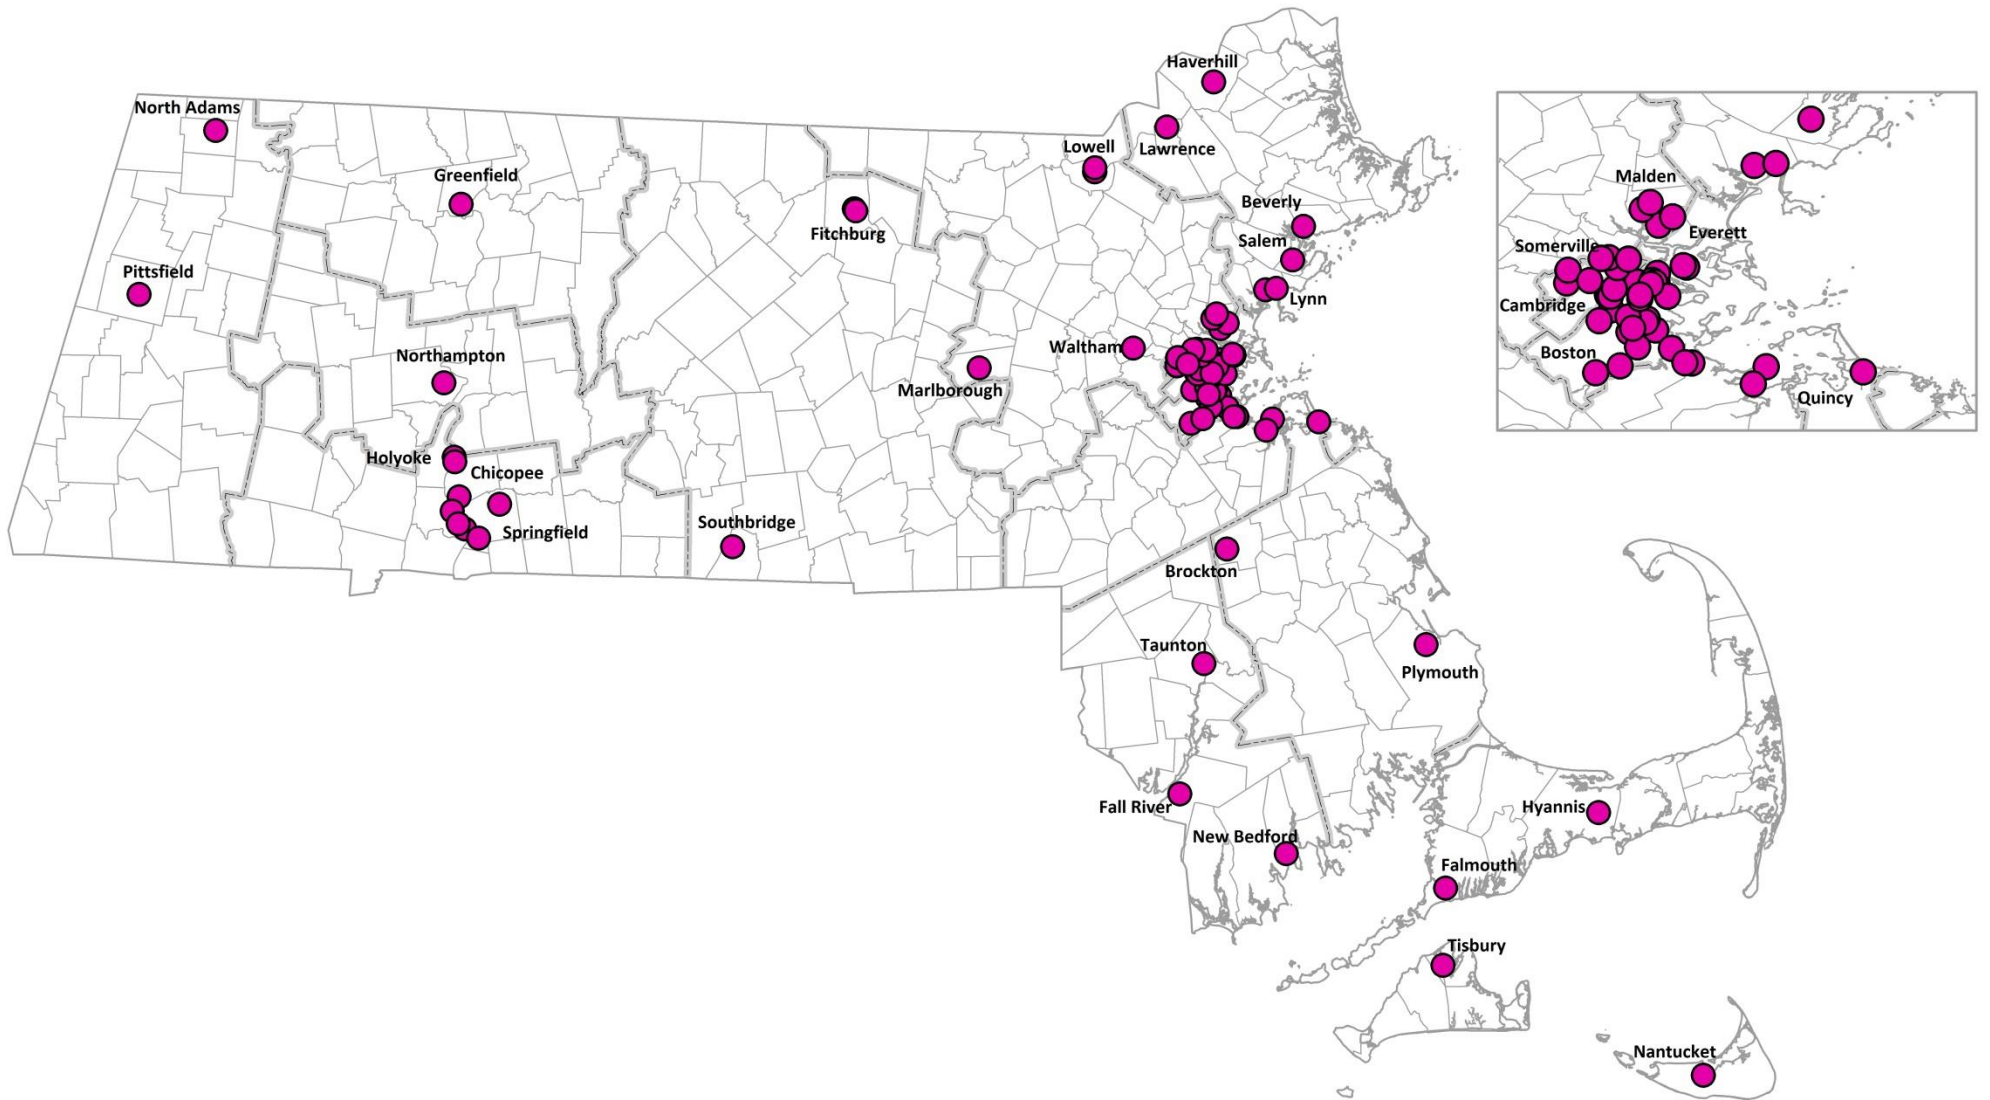 Haverhill
North Adams
Lowell
Lawrence
Greenfield
Malden
Beverly
Fitchburg
Everett
Salem
Somerville
Pittsfield
Lynn
Cambridge
Waltham
Northampton
Boston
Marlborough
Quincy
Holyoke
Chicopee
Southbridge
Springfield
Brockton
Taunton
Plymouth
Fall River
Hyannis
New Bedford
Falmouth
Tisbury
Nantucket